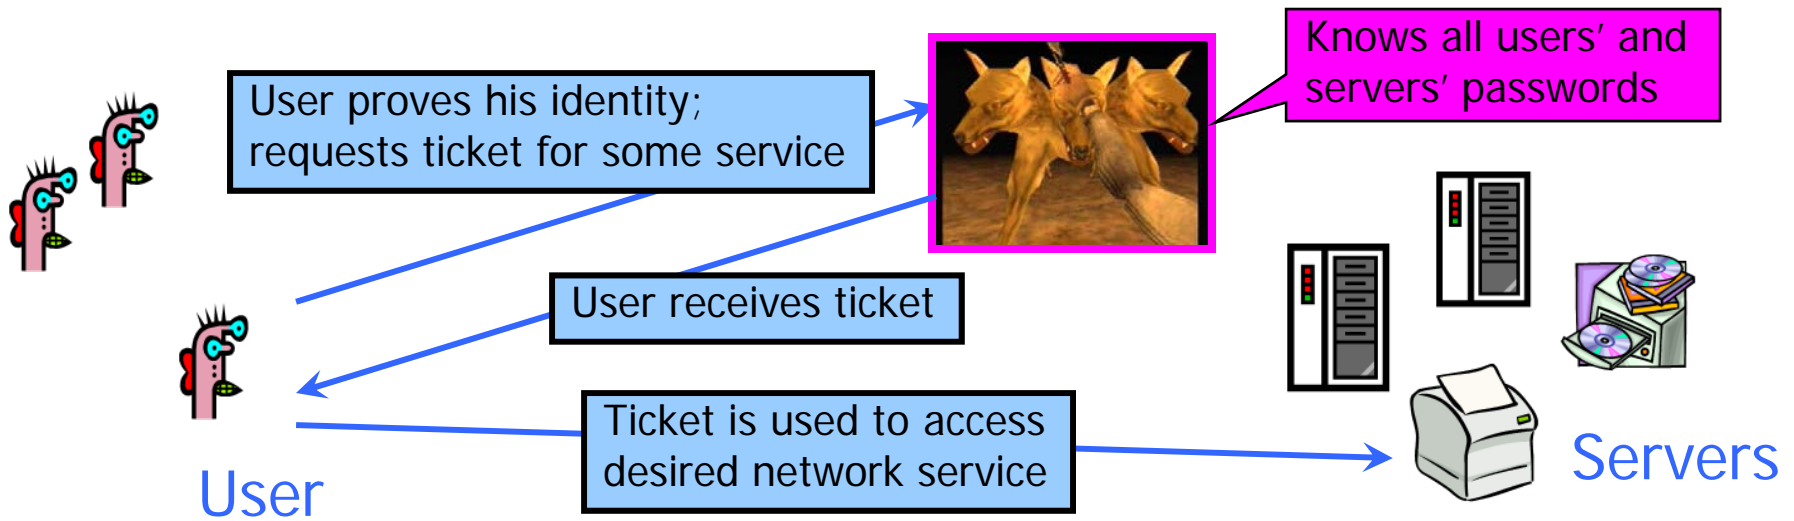 Knows all users’ and
servers’ passwords
User proves his identity;
requests ticket for some service
User receives ticket
Ticket is used to access
desired network service
User
Servers